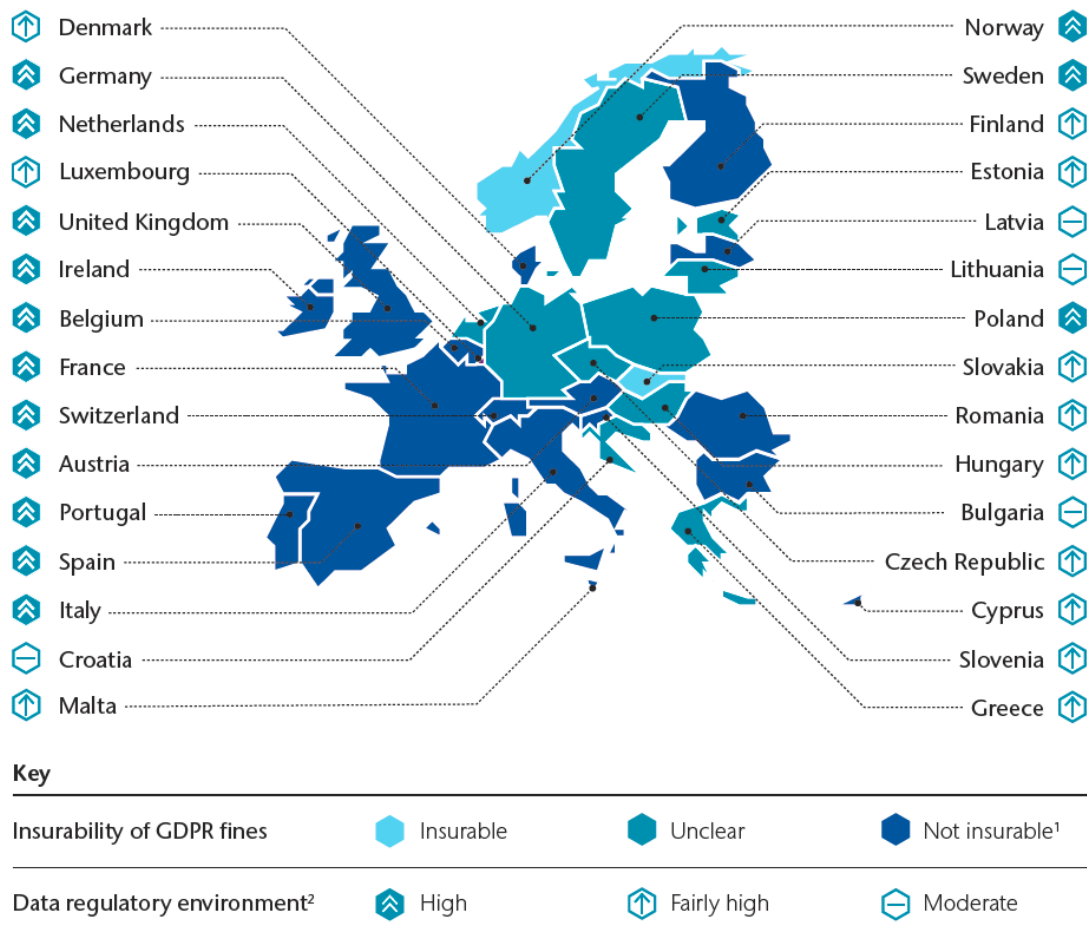 Denmark
Germany
Netherlands
Luxembourg
United Kingdom
Ireland
Belgium
France
Switzerland
Austria
Portugal
Spain
Italy
Croatia
Malta
Norway
Sweden
Finland
Estonia
Latvia
Lithuania
Poland
Slovakia
Romania
Hungary
Bulgaria
Czech Republic
Cyprus
Slovenia
Greece
Key
Insurability of GDPR fines Insurable Unclear Not insurable¹
Data regulatory environment² High Fairly high Moderate